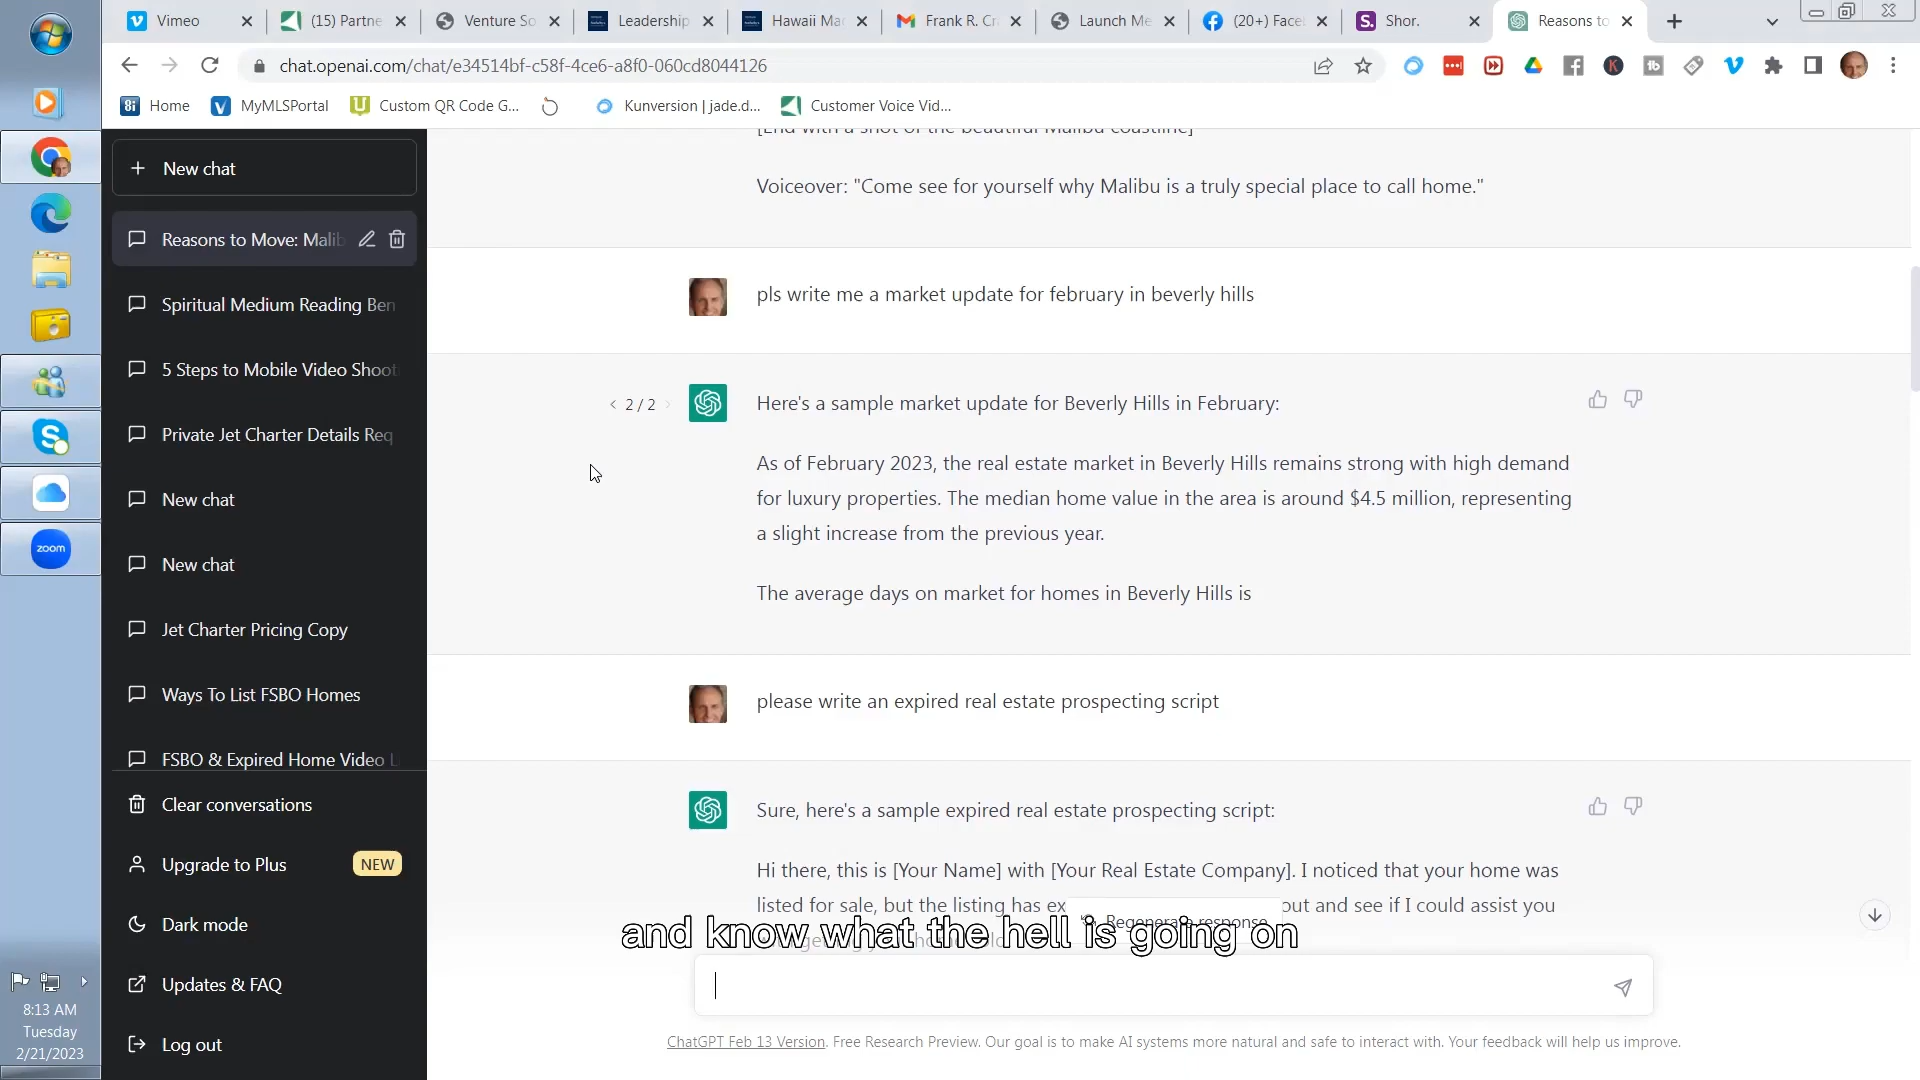 Vimeo
(15) Partne
Venture So
Leadership
Hawaii Ma
Frank R. Cr
Launch Me
(20+) Face
Shor.
Reasons to
chat.openai.com/chat/e34514bf-c58f-4ce6-a8f0-060cd8044126
Home
MyMLSPortal
Custom QR Code G...
Kunversion | jade.d...
Customer Voice Vid...
New chat
Reasons to Move: Malib
Spiritual Medium Reading Ben
5 Steps to Mobile Video Shoot
Private Jet Charter Details Req
New chat
New chat
Jet Charter Pricing Copy
Ways To List FSBO Homes
FSBO & Expired Home Video L
Clear conversations
Upgrade to Plus NEW
Dark mode
Updates & FAQ
Log out
zoom
8:13 AM
Tuesday
2/21/2023
[End with a shot of the beautiful Malibu coastline]
Voiceover: "Come see for yourself why Malibu is a truly special place to call home."
pls write me a market update for february in beverly hills
< 2 / 2 >
Here's a sample market update for Beverly Hills in February:
As of February 2023, the real estate market in Beverly Hills remains strong with high demand
for luxury properties. The median home value in the area is around $4.5 million, representing
a slight increase from the previous year.
The average days on market for homes in Beverly Hills is
please write an expired real estate prospecting script
Sure, here's a sample expired real estate prospecting script:
Hi there, this is [Your Name] with [Your Real Estate Company]. I noticed that your home was
listed for sale, but the listing has ex out and see if I could assist you
Regenerate response
and know what the hell is going on
ChatGPT Feb 13 Version. Free Research Preview. Our goal is to make AI systems more natural and safe to interact with. Your feedback will help us improve.